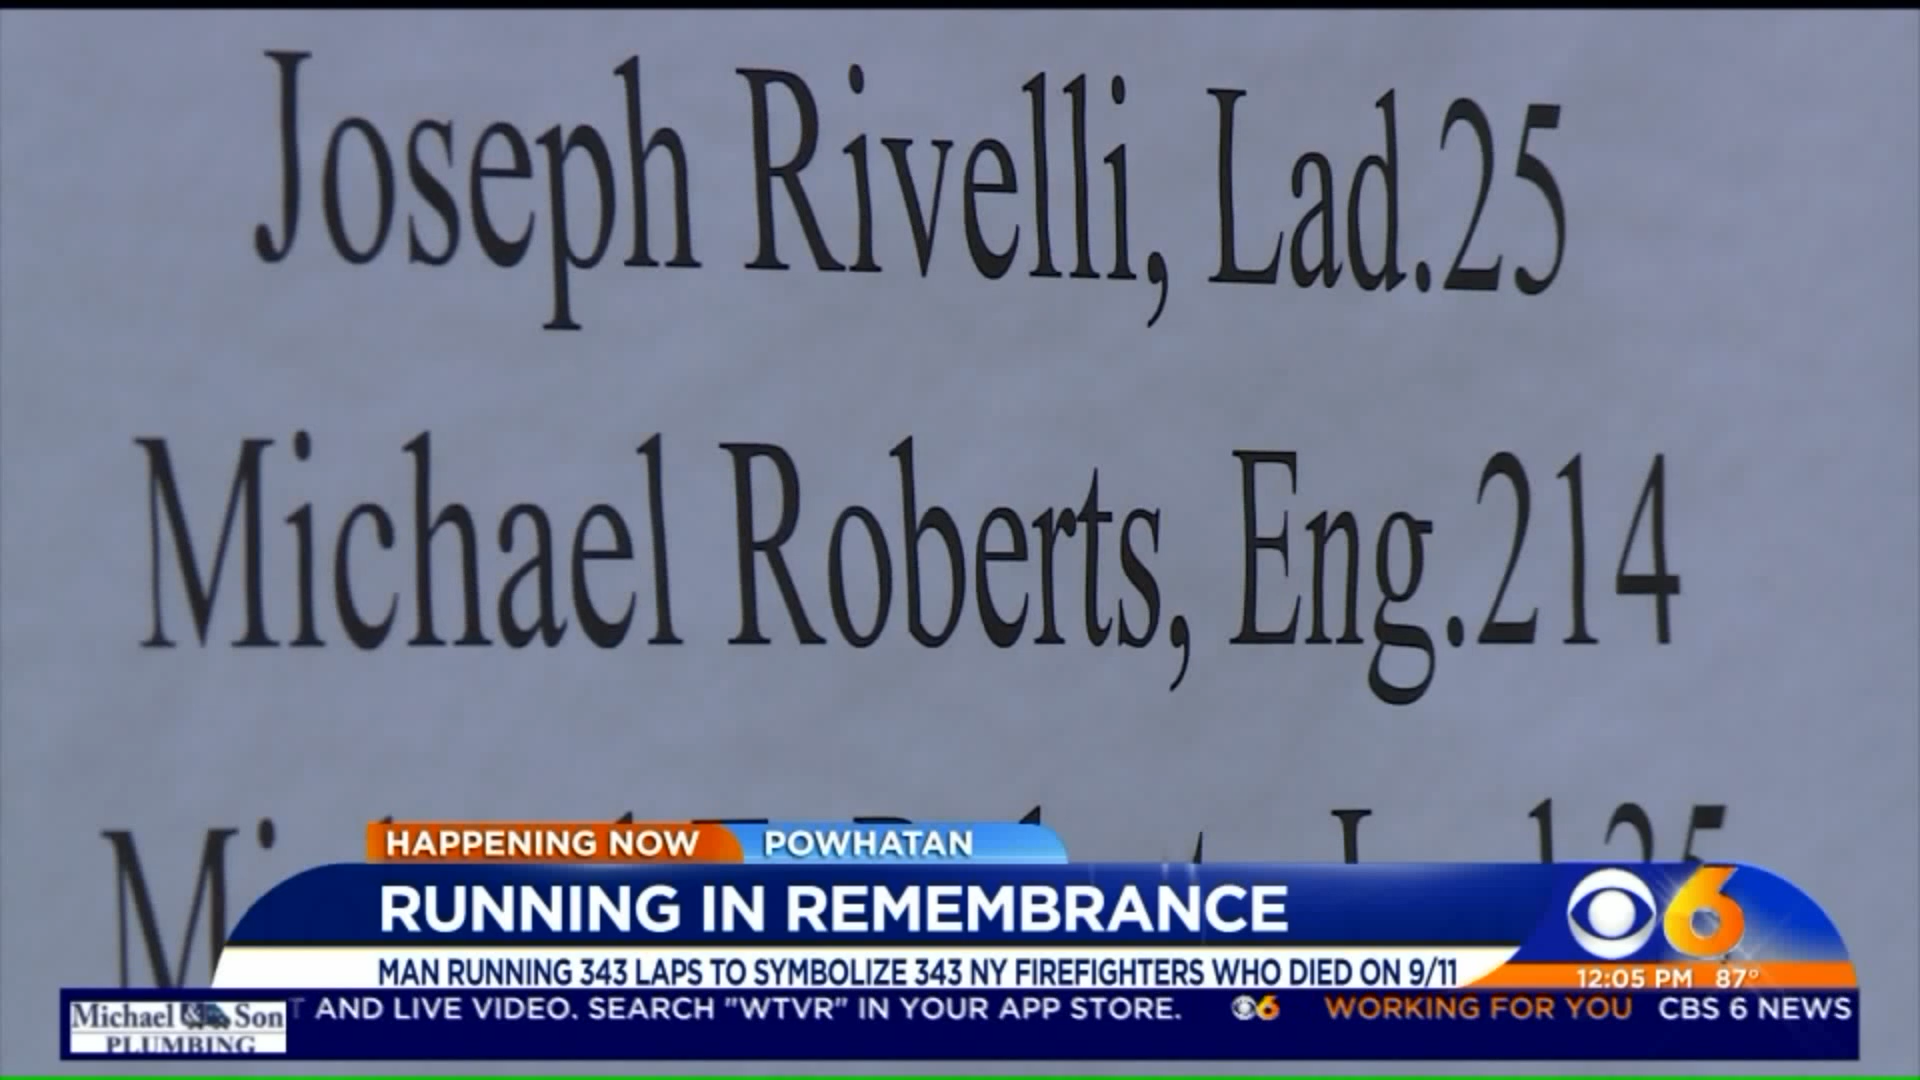 Joseph Rivelli, Lad.25
Michael Roberts, Eng.214
HAPPENING NOW POWHATAN
RUNNING IN REMEMBRANCE
MAN RUNNING 343 LAPS TO SYMBOLIZE 343 NY FIREFIGHTERS WHO DIED ON 9/11
6
12:05 PM 87°
Michael & Son
PLUMBING
T AND LIVE VIDEO. SEARCH "WTVR" IN YOUR APP STORE. 6 WORKING FOR YOU CBS 6 NEWS